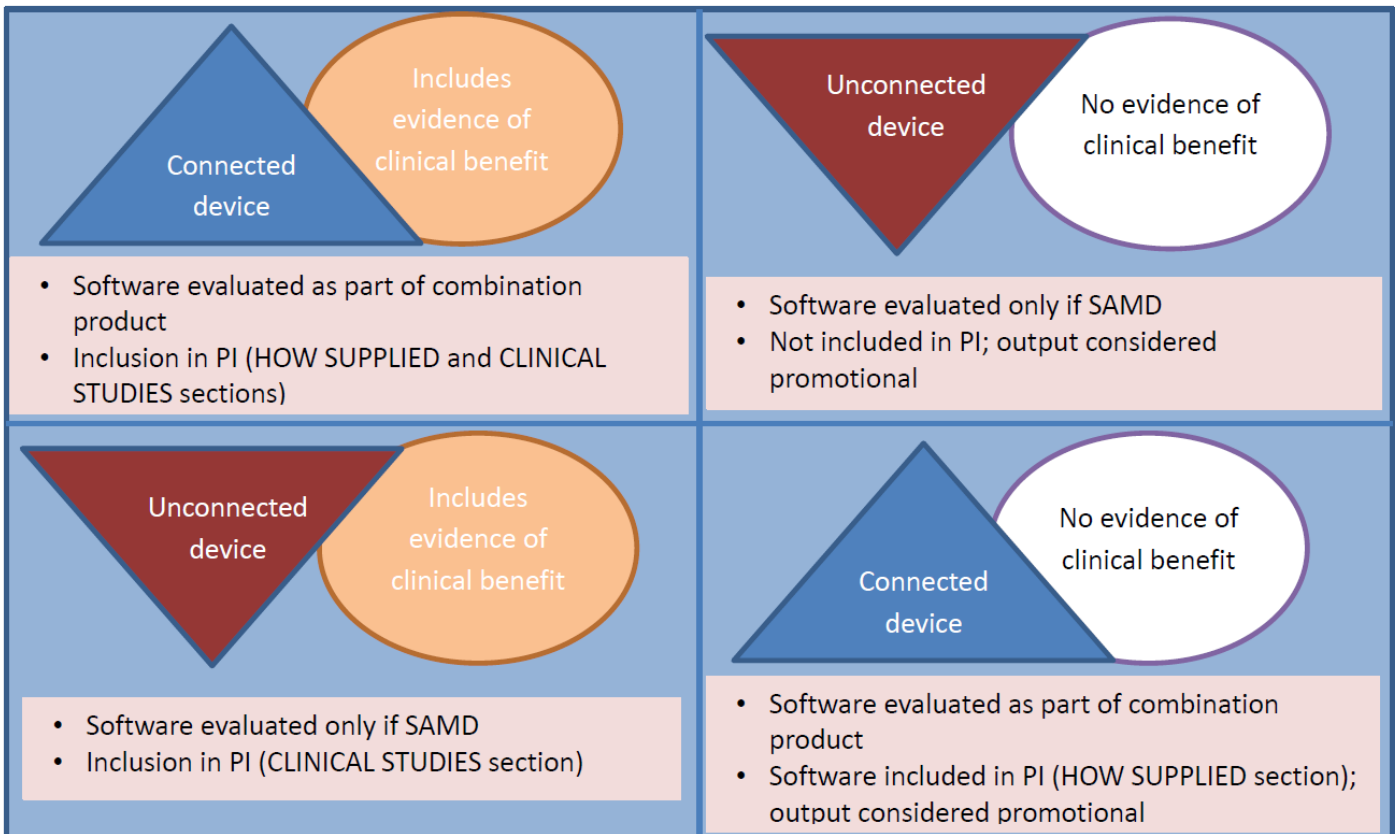 Connected
device
Includes
evidence of
clinical benefit
• Software evaluated as part of combination
product
• Inclusion in PI (HOW SUPPLIED and CLINICAL
STUDIES sections)
Unconnected
device
No evidence of
clinical benefit
• Software evaluated only if SAMD
• Not included in PI; output considered
promotional
Unconnected
device
Includes
evidence of
clinical benefit
• Software evaluated only if SAMD
• Inclusion in PI (CLINICAL STUDIES section)
Connected
device
No evidence of
clinical benefit
• Software evaluated as part of combination
product
• Software included in PI (HOW SUPPLIED section);
output considered promotional